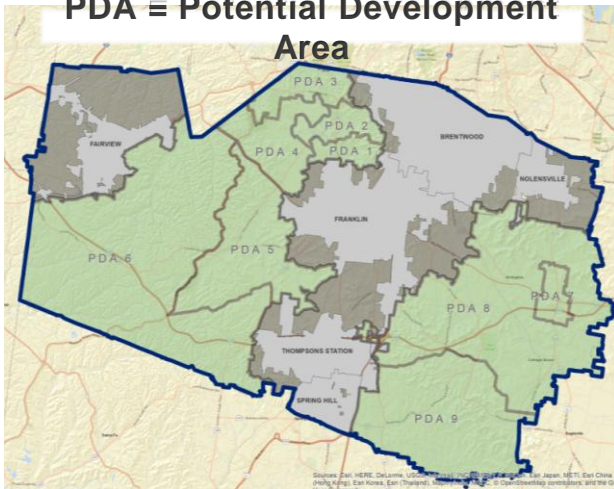 PDA = Potential Development
Area
PDA 3
PDA 2
BRENTWOOD
FAIRVIEW
PDA 4
PDA 1
NOLENSVILLE
FRANKLIN
PDA 5
PDA 6
PDA 7
PDA 8
THOMPSONS STATION
SPRING HILL
PDA 9
Sources: Esri, HERE, DeLorme,
Esri Japan, METI, Esri China
(Hong Kong), Esri Korea, Esri (Thailand),
© OpenStreetMap contributors, and the